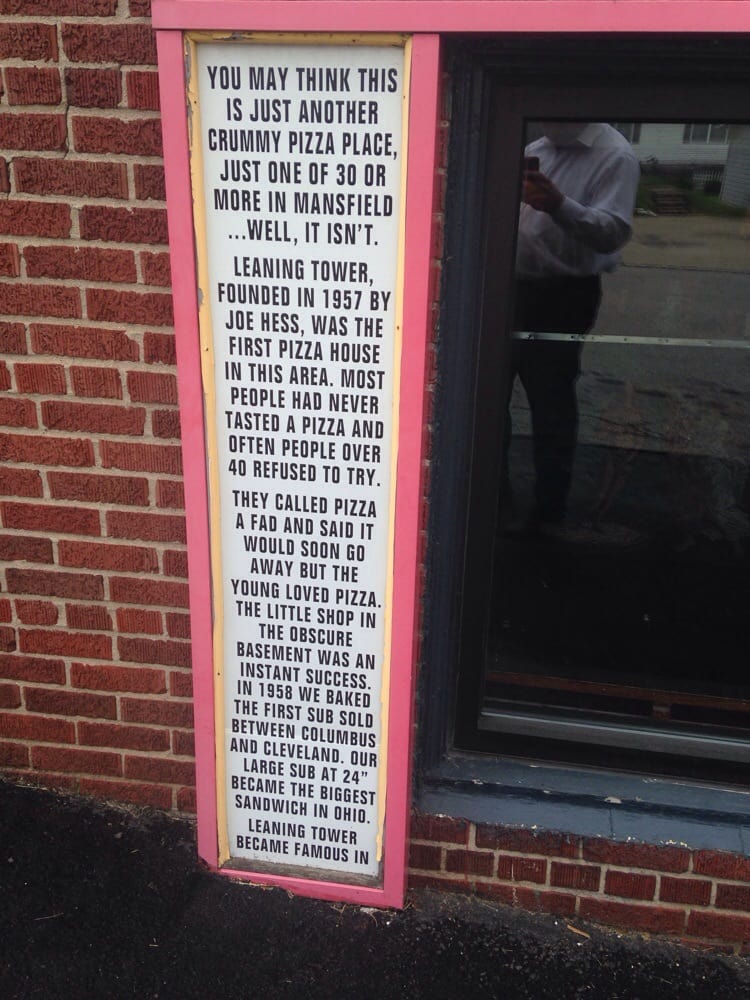 YOU MAY THINK THIS
IS JUST ANOTHER
CRUMMY PIZZA PLACE,
JUST ONE OF 30 OR
MORE IN MANSFIELD
...WELL, IT ISN'T.
LEANING TOWER,
FOUNDED IN 1957 BY
JOE HESS, WAS THE
FIRST PIZZA HOUSE
IN THIS AREA. MOST
PEOPLE HAD NEVER
TASTED A PIZZA AND
OFTEN PEOPLE OVER
40 REFUSED TO TRY.
THEY CALLED PIZZA
A FAD AND SAID IT
WOULD SOON GO
AWAY BUT THE
YOUNG LOVED PIZZA.
THE LITTLE SHOP IN
THE OBSCURE
BASEMENT WAS AN
INSTANT SUCCESS.
IN 1958 WE BAKED
THE FIRST SUB SOLD
BETWEEN COLUMBUS
AND CLEVELAND. OUR
LARGE SUB AT 24"
BECAME THE BIGGEST
SANDWICH IN OHIO.
LEANING TOWER
BECAME FAMOUS IN